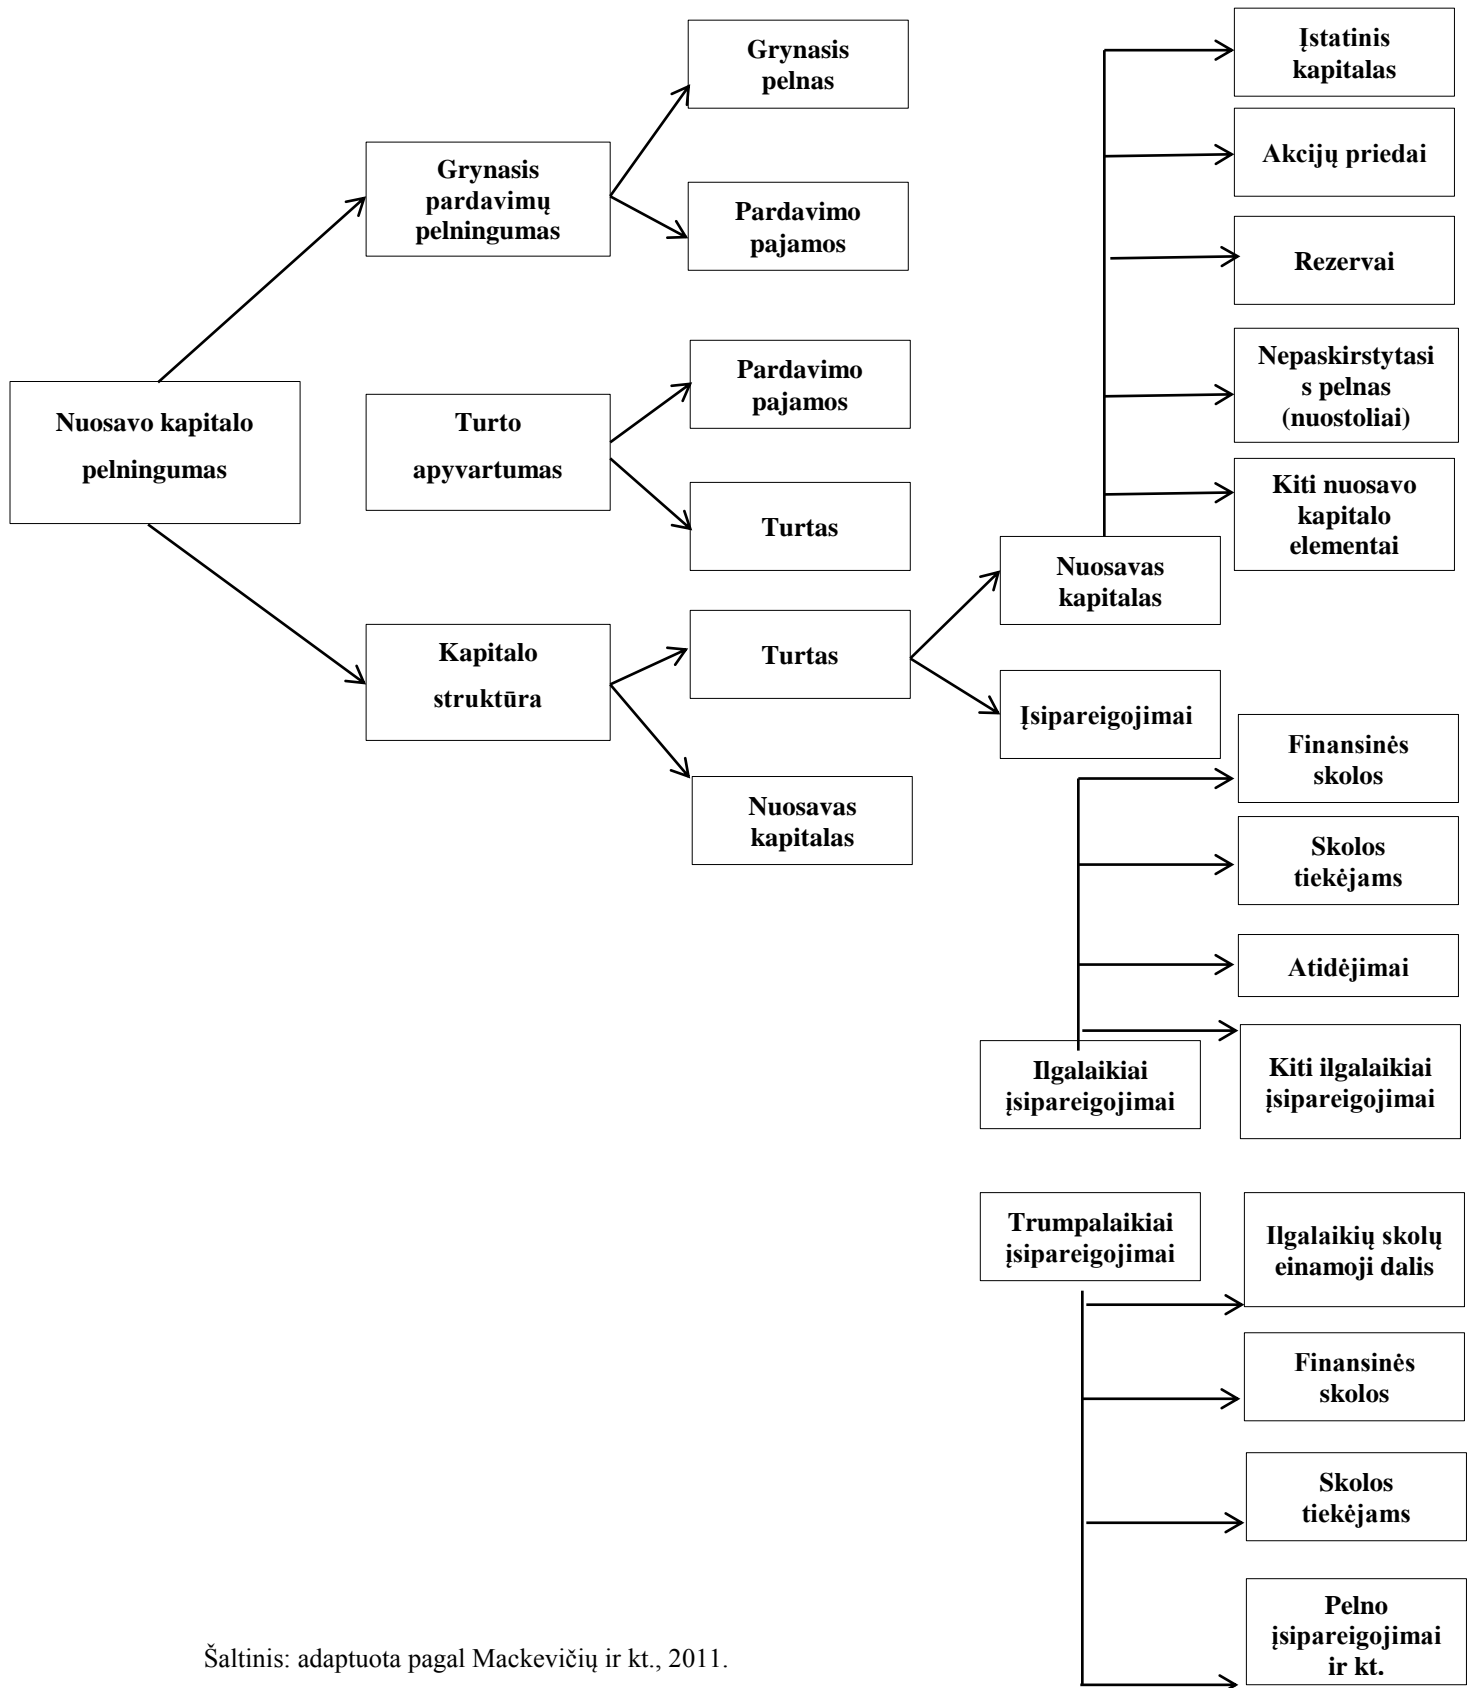 Grynasis
pelnas
Grynasis
pardavimų
pelningumas
Pardavimo
pajamos
Nuosavo kapitalo
pelningumas
Turto
apyvartumas
Pardavimo
pajamos
Turtas
Kapitalo
struktūra
Turtas
Nuosavas
kapitalas
Nuosavas
kapitalas
Įsipareigojimai
Įstatinis
kapitalas
Akcijų priedai
Rezervai
Nepaskirstytasi
s pelnas
(nuostoliai)
Kiti nuosavo
kapitalo
elementai
Finansinės
skolos
Skolos
tiekėjams
Atidėjimai
Ilgalaikiai
įsipareigojimai
Kiti ilgalaikiai
įsipareigojimai
Trumpalaikiai
įsipareigojimai
Ilgalaikių skolų
einamoji dalis
Finansinės
skolos
Skolos
tiekėjams
Pelno
įsipareigojimai
ir kt.
Šaltinis: adaptuota pagal Mackevičių ir kt., 2011.